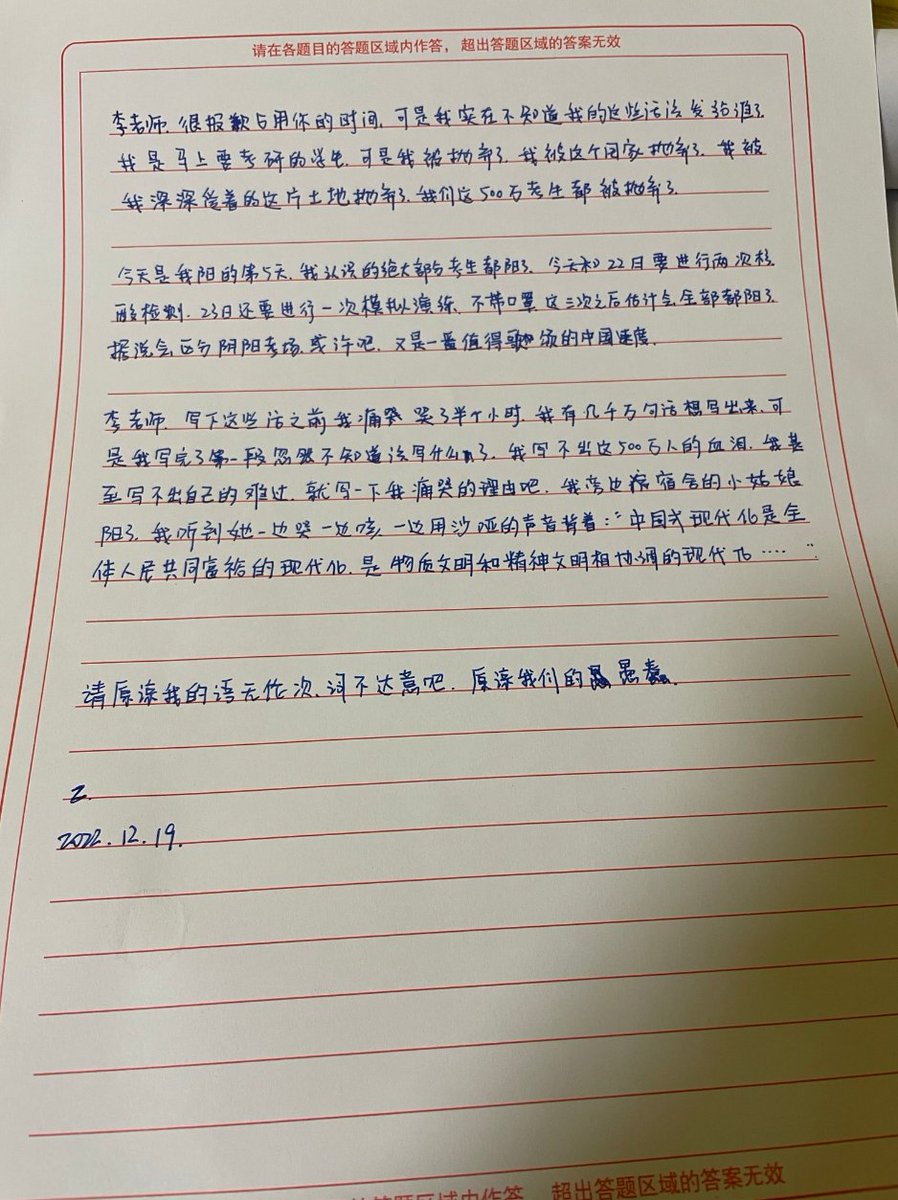 请在各题目的答题区域内作答，超出答题区域的答案无效
李老师，很报歉占用你的时间，可是我实在不知道我的这些话该发给谁了
我是马上要考研的学生，可是我被抛弃了，我被这个国家抛弃了，我被
我深深爱着的这片土地抛弃了，我们这500万考生都被抛弃了。
今天是我阳的第5天，我认识的绝大部分考生都阳了，今天和22日要进行两次核
酸检测，23日还要进行一次模拟演练，不带口罩，这三次之后估计会全部都阳了，
据说会区分阴阳考场，或许吧，又是一番值得歌颂的中国速度。
李老师，写下这些话之前我痛哭哭了半个小时，我有几千万句话想写出来，可
是我写完了第一段忽然不知道该写什么了，我写不出这500万人的血泪，我甚
至写不出自己的难过，就写一下我痛哭的理由吧，我旁边宿舍的小姑娘
阳了，我听到她一边哭一边咳，一边用沙哑的声音背着：“中国式现代化是全
体人民共同富裕的现代化，是物质文明和精神文明相协调的现代化……”
请原谅我的语无伦次，词不达意吧，原谅我们的愚蠢。
Z.
2022.12.19.
答题区域内作答，超出答题区域的答案无效